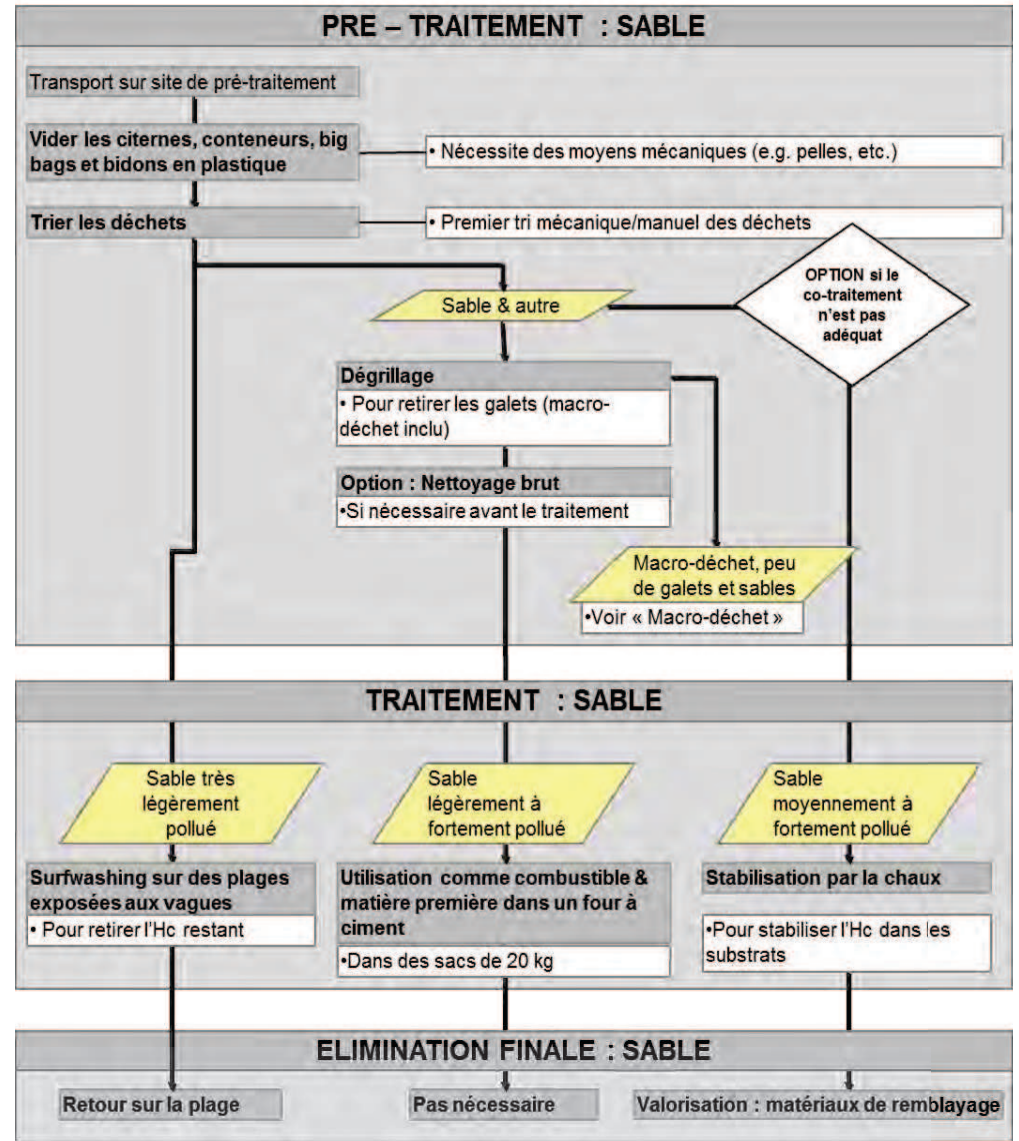 PRE – TRAITEMENT : SABLE
Transport sur site de pré-traitement
Vider les citernes, conteneurs, big
bags et bidons en plastique
• Nécessite des moyens mécaniques (e.g. pelles, etc.)
Trier les déchets
• Premier tri mécanique/manuel des déchets
OPTION si le
co-traitement
n'est pas
adéquat
Sable & autre
Dégrillage
• Pour retirer les galets (macro-
déchet inclu)
Option : Nettoyage brut
•Si nécessaire avant le traitement
Macro-déchet, peu
de galets et sables
•Voir « Macro-déchet »
TRAITEMENT : SABLE
Sable très
légèrement
pollué
Surfwashing sur des plages
exposées aux vagues
• Pour retirer l'Hc restant
Sable
légèrement à
fortement pollué
Utilisation comme combustible &
matière première dans un four à
ciment
•Dans des sacs de 20 kg
Sable
moyennement à
fortement pollué
Stabilisation par la chaux
•Pour stabiliser l'Hc dans les
substrats
ELIMINATION FINALE : SABLE
Retour sur la plage
Pas nécessaire
Valorisation : matériaux de remblayage